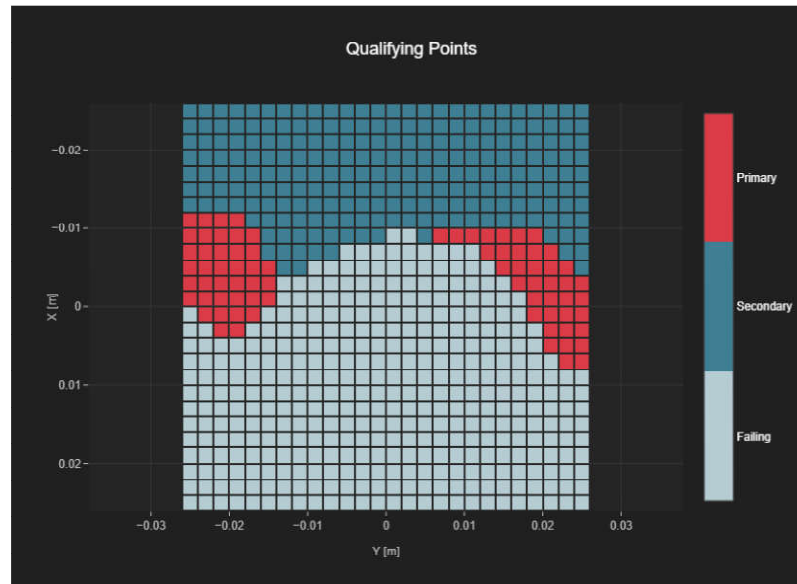 Qualifying Points
−0.02
−0.01
0
0.01
0.02
X [m]
−0.03
−0.02
−0.01
0
0.01
0.02
0.03
Y [m]
Primary
Secondary
Failing